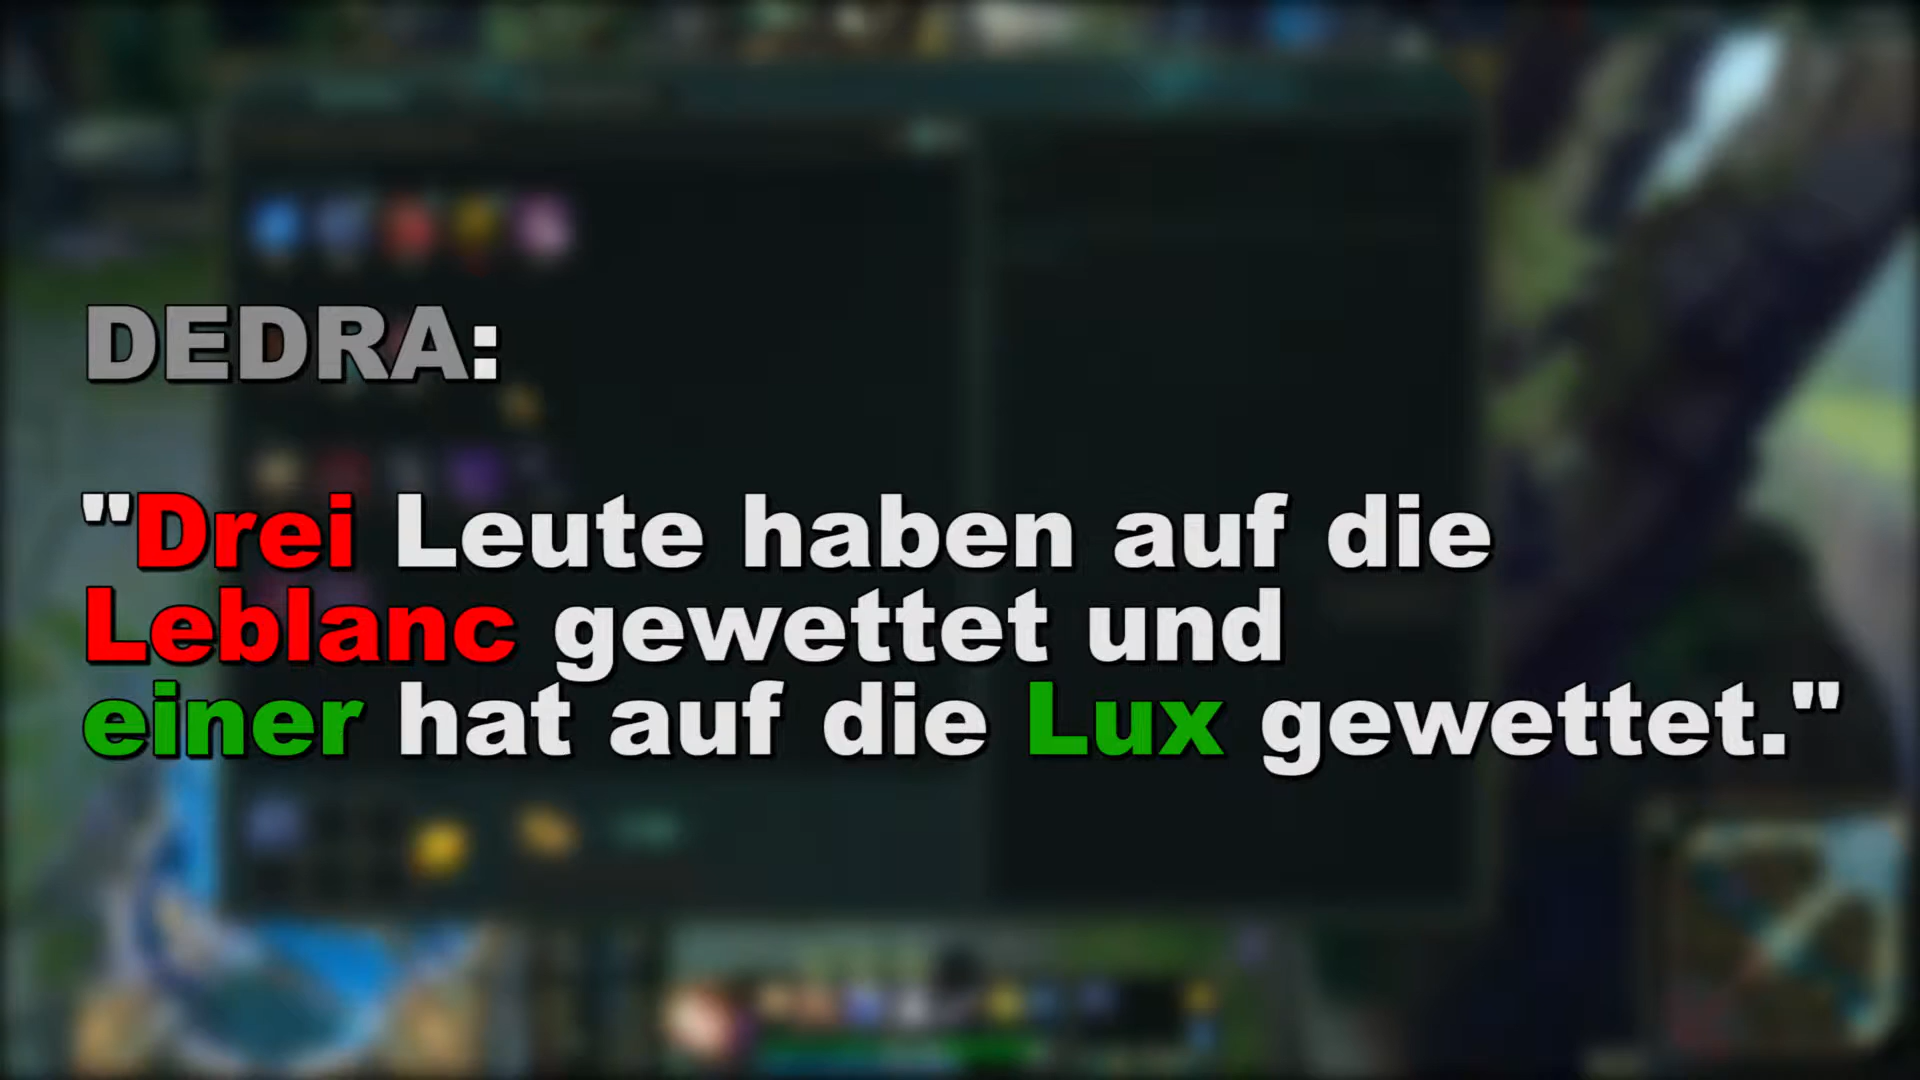 DEDRA:
"Drei Leute haben auf die
Leblanc gewettet und
einer hat auf die Lux gewettet."